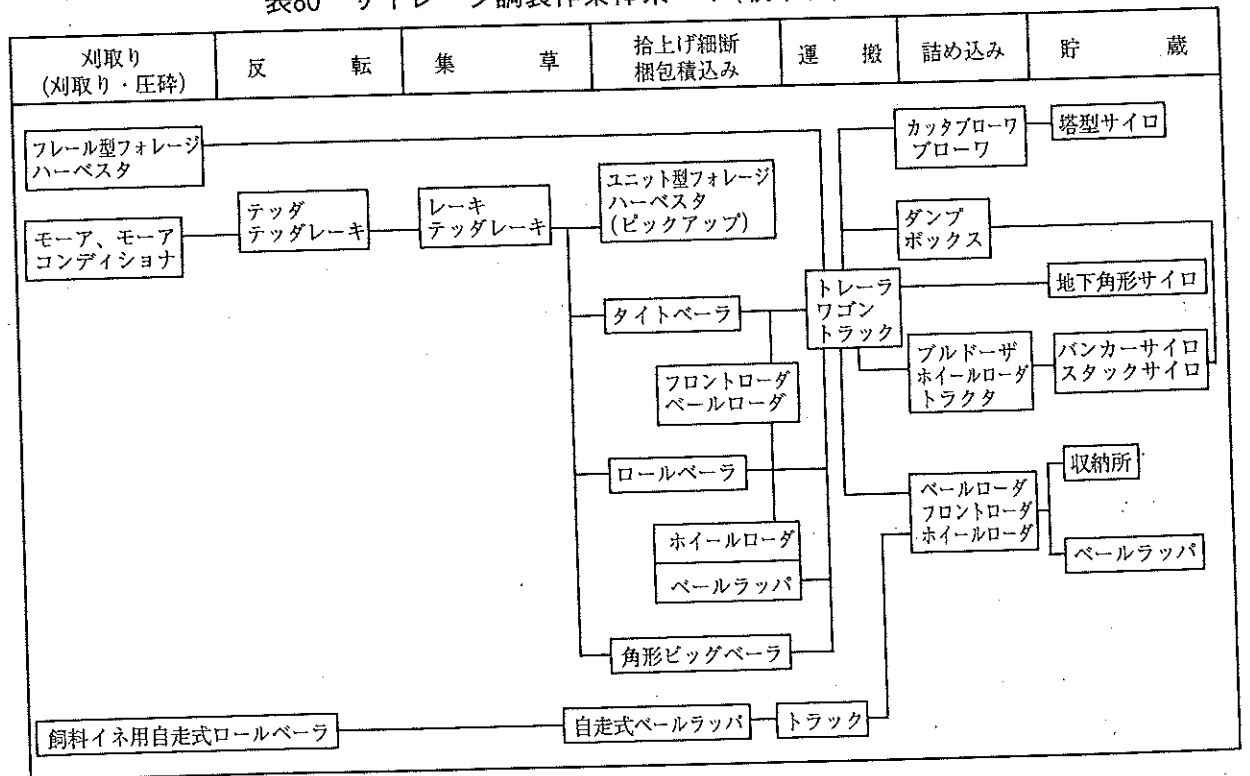 表80 サイレージ調製作業体系
刈取り
(刈取り・圧砕)
反転
集草
拾上げ細断
梱包積込み
運搬
詰め込み
貯蔵
フレール型フォレージ
ハーベスタ
モーア、モーア
コンディショナ
テッダ
テッダレーキ
レーキ
テッダレーキ
ユニット型フォレージ
ハーベスタ
(ピックアップ)
タイトベーラ
フロントローダ
ベールローダ
ロールベーラ
ホイールローダ
ベールラッパ
角形ビッグベーラ
トレーラ
ワゴン
トラック
カッタブローワ
ブローワ
塔型サイロ
ダンプ
ボックス
地下角形サイロ
ブルドーザ
ホイールローダ
トラクタ
バンカーサイロ
スタックサイロ
ベールローダ
フロントローダ
ホイールローダ
収納所
ベールラッパ
飼料イネ用自走式ロールベーラ
自走式ベールラッパ
トラック